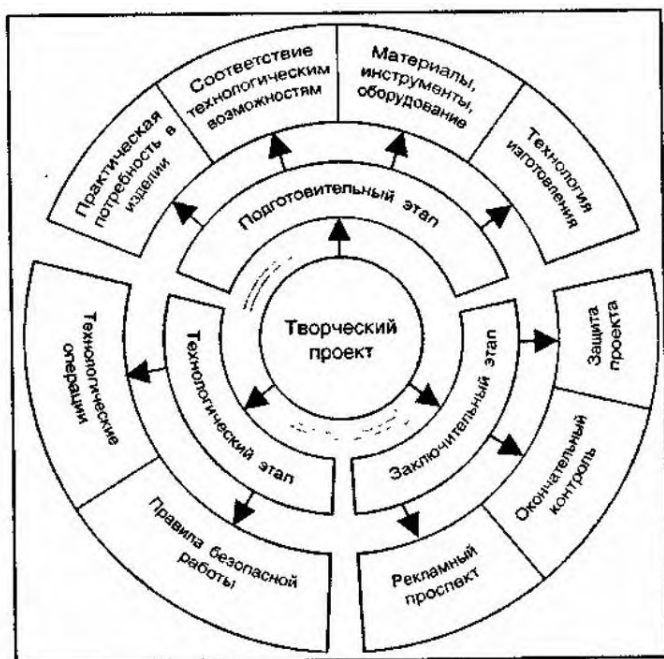 Практическая
потребность в
изделии
Соответствие
технологическим
возможностям
Материалы,
инструменты,
оборудование
Технология
изготовления
Подготовительный этап
Творческий
проект
Технологический этап
Технологические
операции
Правила безопасной
работы
Заключительный этап
Защита
проекта
Окончательный
контроль
Рекламный
проспект